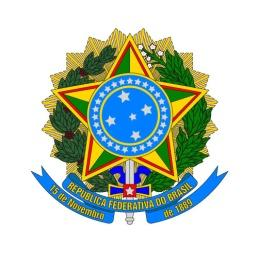 REPÚBLICA FEDERATIVA DO BRASIL
15 de Novembro
de 1889